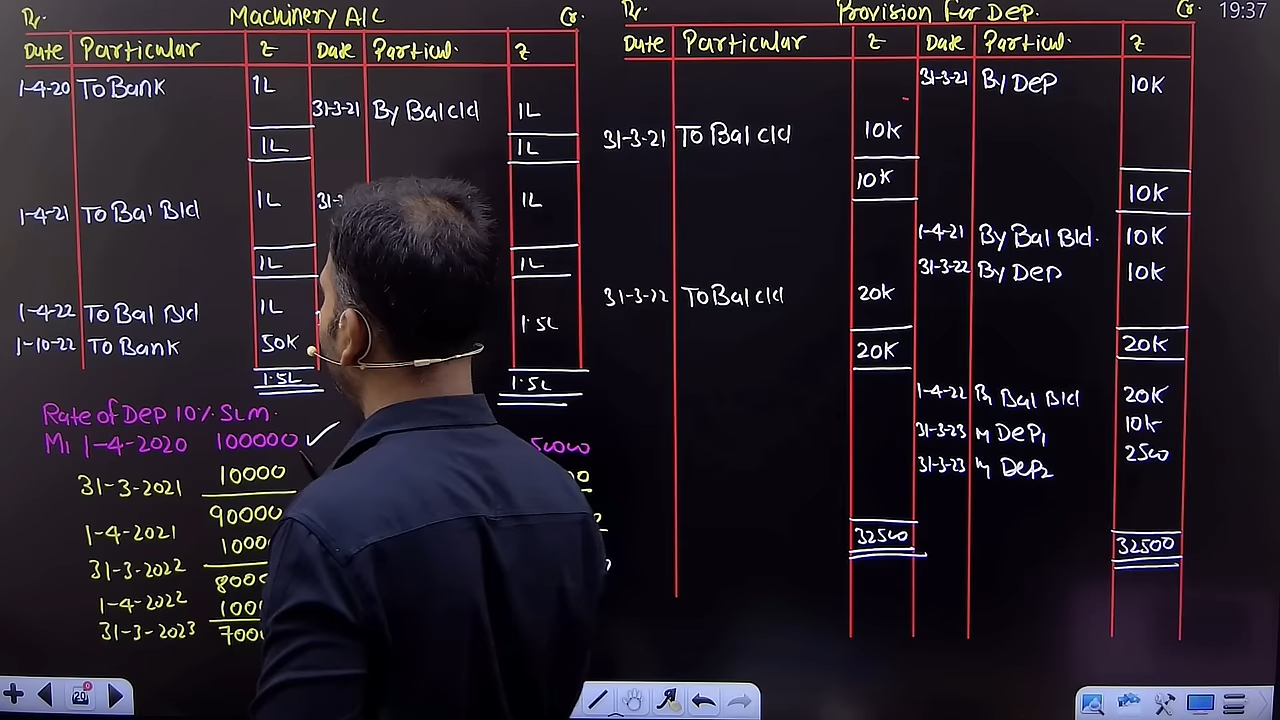 Dr. Machinery A/c Cr.
Date Particular ₹ Date Particul. ₹
1-4-20 To Bank 1L
31-3-21 By Bal c/d 1L
1L 1L
1-4-21 To Bal B/d 1L 1L
1L 1L
1-4-22 To Bal B/d 1L 1.5L
1-10-22 To Bank 50K
1.5L 1.5L
Rate of Dep 10% SLM.
M1 1-4-2020 100000
31-3-2021 10000
90000
1-4-2021
31-3-2022
1-4-2022
31-3-2023
Dr. Provision For Dep. Cr.
Date Particular ₹ Date Particul. ₹
31-3-21 By Dep 10K
31-3-21 To Bal c/d 10K
10K 10K
1-4-21 By Bal B/d. 10K
31-3-22 By Dep 10K
31-3-22 To Bal c/d 20K
20K 20K
1-4-22 By Bal B/d 20K
31-3-23 " Dep1 10K
31-3-23 " Dep2 2500
32500 32500
19:37
20